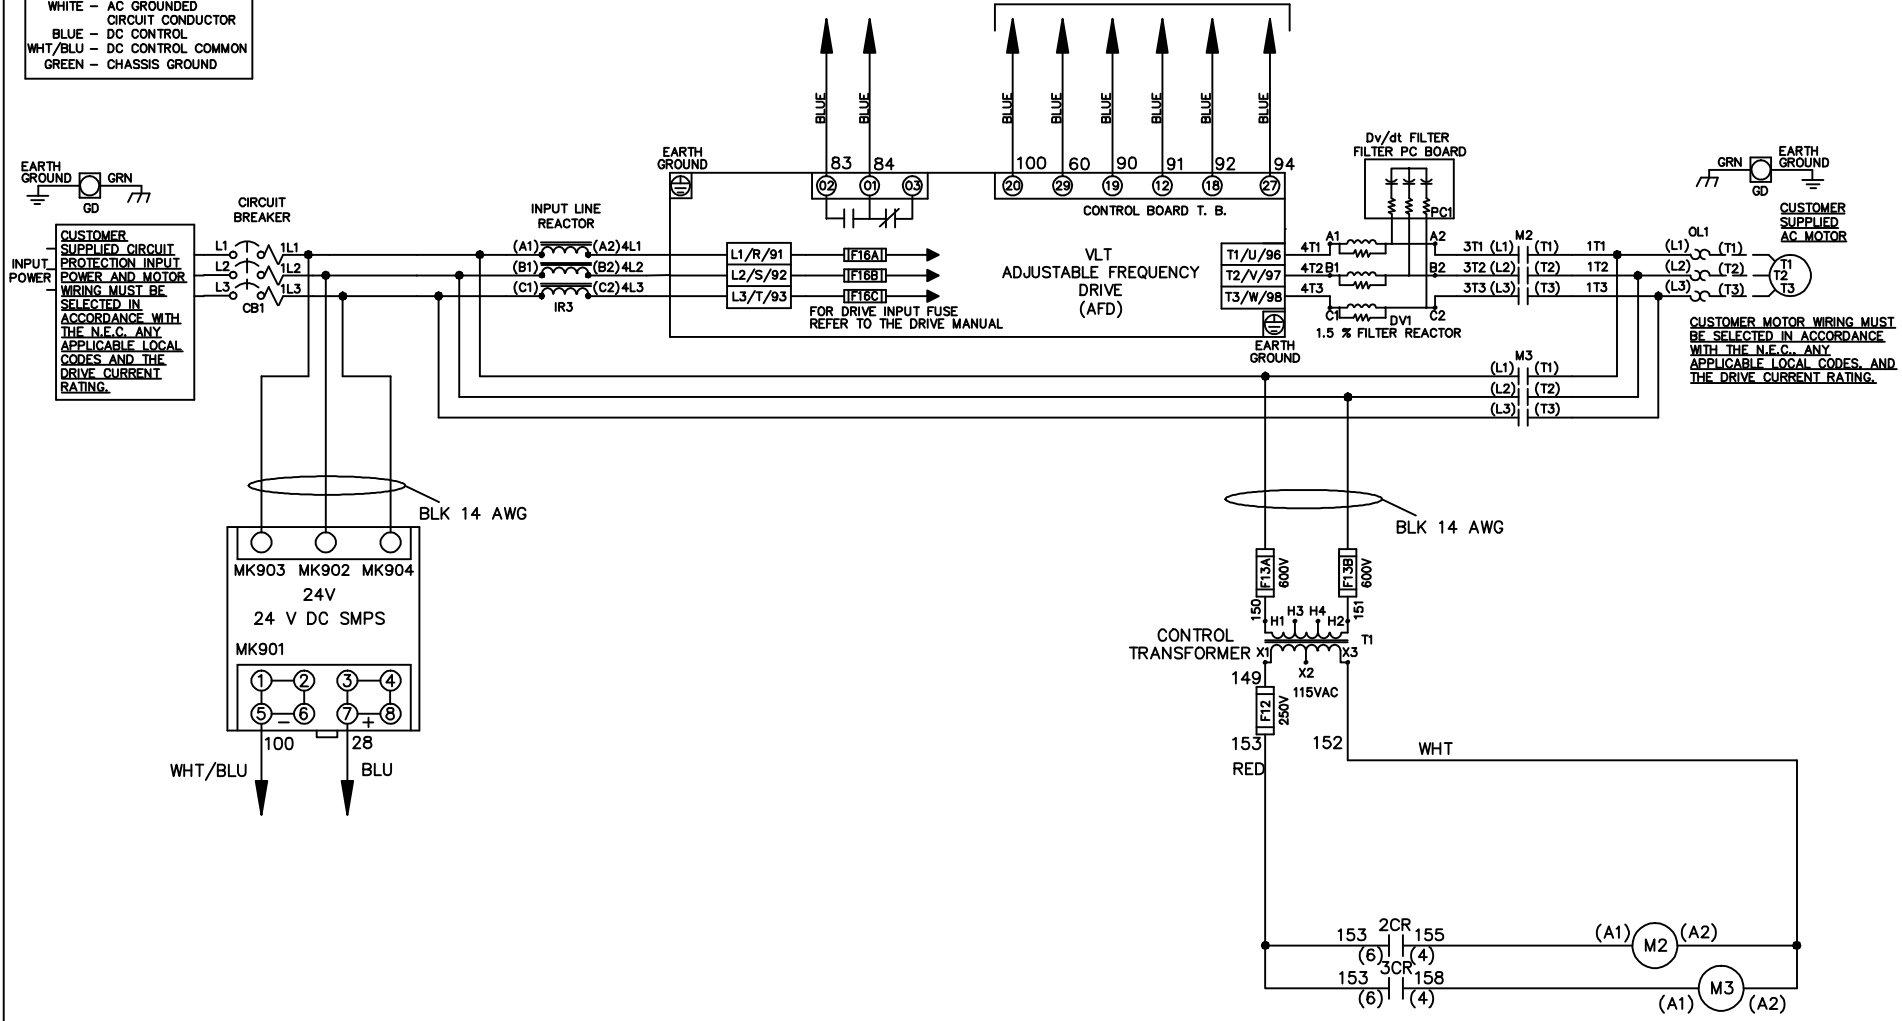 WHITE – AC GROUNDED
CIRCUIT CONDUCTOR
BLUE – DC CONTROL
WHT/BLU – DC CONTROL COMMON
GREEN – CHASSIS GROUND
BLUE
BLUE
BLUE
BLUE
BLUE
BLUE
BLUE
BLUE
EARTH
GROUND
GRN
GD
INPUT
POWER
CUSTOMER
SUPPLIED CIRCUIT
PROTECTION INPUT
POWER AND MOTOR
WIRING MUST BE
SELECTED IN
ACCORDANCE WITH
THE N.E.C. ANY
APPLICABLE LOCAL
CODES AND THE
DRIVE CURRENT
RATING.
CIRCUIT
BREAKER
L1 1L1
L2 1L2
L3 1L3
CB1
INPUT LINE
REACTOR
(A1) (A2) 4L1
(B1) (B2) 4L2
(C1) (C2) 4L3
IR3
EARTH
GROUND
83 84
02 01 03
100 60 90 91 92 94
20 29 19 12 18 27
CONTROL BOARD T. B.
L1/R/91
L2/S/92
L3/T/93
F16A
F16B
F16C
FOR DRIVE INPUT FUSE
REFER TO THE DRIVE MANUAL
VLT
ADJUSTABLE FREQUENCY
DRIVE
(AFD)
T1/U/96
T2/V/97
T3/W/98
EARTH
GROUND
Dv/dt FILTER
FILTER PC BOARD
PC1
4T1 A1 A2
4T2 B1 B2
4T3 C1 C2
DV1
1.5 % FILTER REACTOR
M2
3T1 (L1) (T1) 1T1
3T2 (L2) (T2) 1T2
3T3 (L3) (T3) 1T3
M3
(L1) (T1)
(L2) (T2)
(L3) (T3)
OL1
(L1) (T1)
(L2) (T2)
(L3) (T3)
T1
T2
T3
GRN
GD
EARTH
GROUND
CUSTOMER
SUPPLIED
AC MOTOR
CUSTOMER MOTOR WIRING MUST
BE SELECTED IN ACCORDANCE
WITH THE N.E.C., ANY
APPLICABLE LOCAL CODES, AND
THE DRIVE CURRENT RATING.
BLK 14 AWG
MK903 MK902 MK904
24V
24 V DC SMPS
MK901
1 2 3 4
5 – 6 7 + 8
100 28
WHT/BLU BLU
BLK 14 AWG
F13A
600V
F13B
600V
150
151
H1 H3 H4 H2
CONTROL
TRANSFORMER
T1
X1 X2 X3
149
115VAC
F12
250V
153
152
RED
WHT
2CR
153 155
(6) (4)
(A1) M2 (A2)
3CR
153 158
(6) (4)
(A1) M3 (A2)